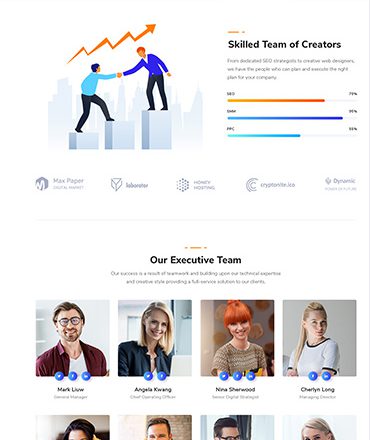 Skilled Team of Creators
From dedicated SEO strategists to creative web designers,
we have the people who can plan and execute the right
plan for your company.
SEO 75%
SMM 95%
PPC 55%
Max Paper
DIGITAL MARKET
laborator
HONEY
HOSTING
cryptonite.ico
Dynamic
POWER OF FUTURE
Our Executive Team
Our success is a result of teamwork and building upon our technical expertise
and creative style providing a full-service solution to our clients.
Mark Liuw
General Manager
Angela Kwang
Chief Operating Officer
Nina Sherwood
Senior Digital Strategist
Cherlyn Long
Managing Director